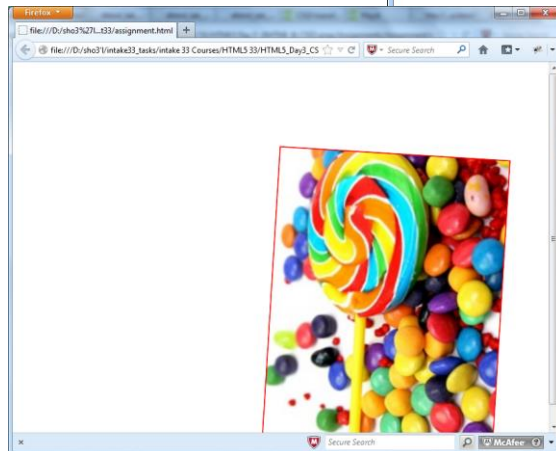 Firefox
file:///D:/sho3%27l...t33/assignment.html
file:///D:/sho3'l/intake33_tasks/intake 33 Courses/HTML5 33/HTML5_Day3_CS
Secure Search
Secure Search
McAfee